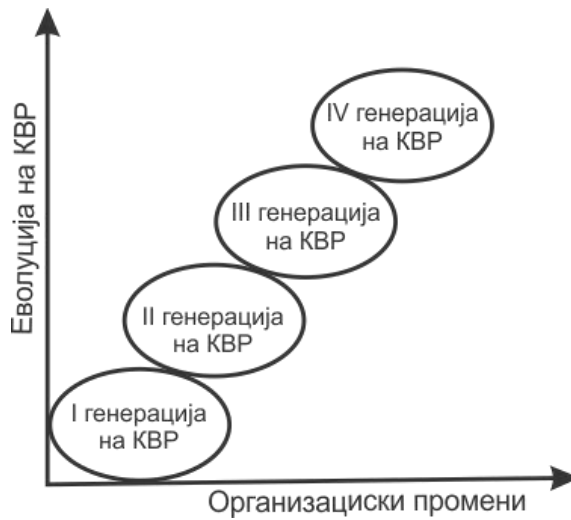 Еволуција на КВР
IV генерација
на КВР
III генерација
на КВР
II генерација
на КВР
I генерација
на КВР
Организациски промени